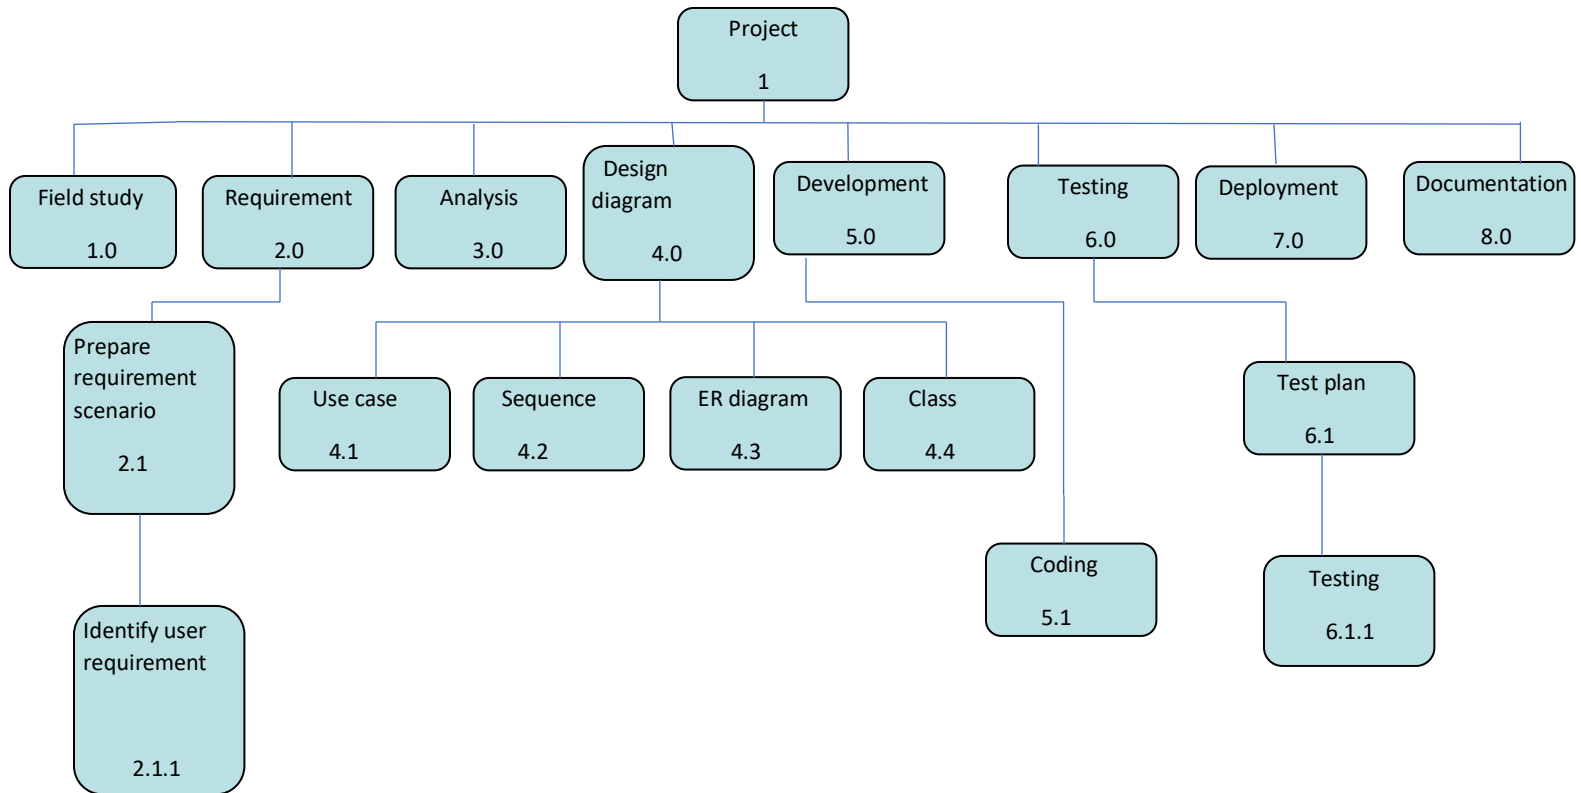 Project
1
Field study
1.0
Requirement
2.0
Analysis
3.0
Design
diagram
4.0
Development
5.0
Testing
6.0
Deployment
7.0
Documentation
8.0
Prepare
requirement
scenario
2.1
Use case
4.1
Sequence
4.2
ER diagram
4.3
Class
4.4
Test plan
6.1
Coding
5.1
Testing
6.1.1
Identify user
requirement
2.1.1